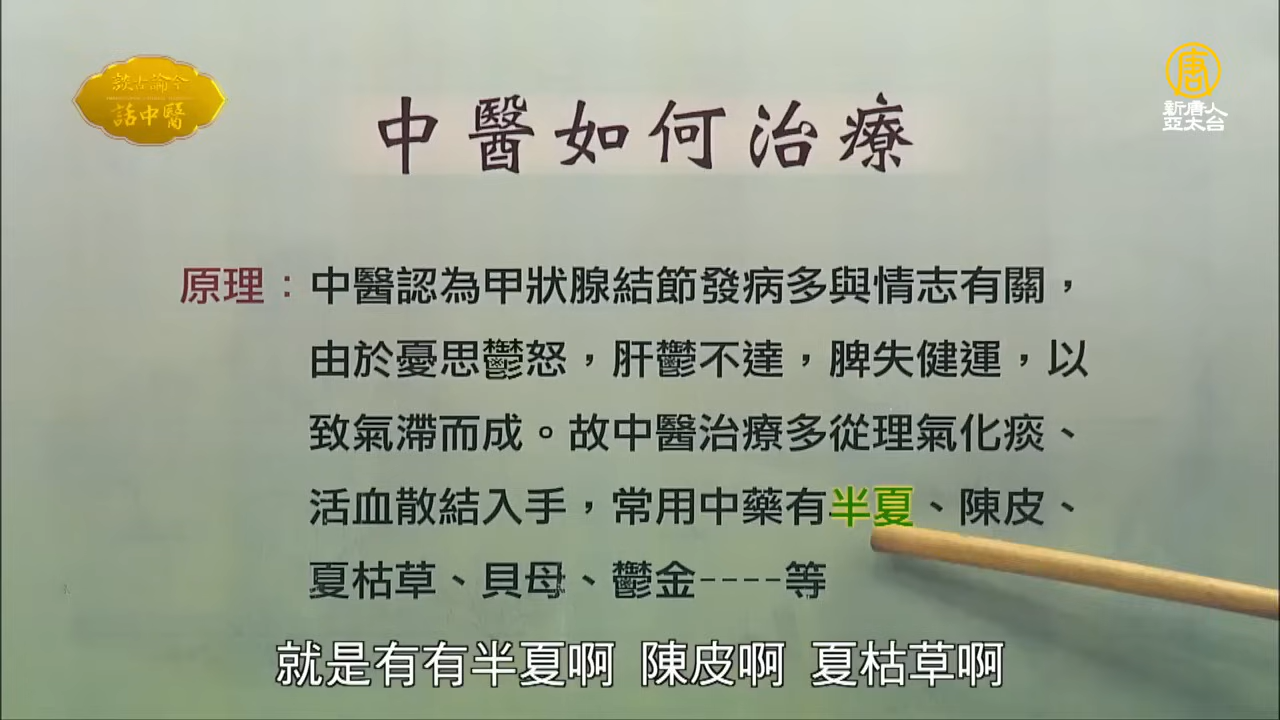 談古論今
話中醫
唐
新唐人
亞太台
中醫如何治療
原理：中醫認為甲狀腺結節發病多與情志有關，
由於憂思鬱怒，肝鬱不達，脾失健運，以
致氣滯而成。故中醫治療多從理氣化痰、
活血散結入手，常用中藥有半夏、陳皮、
夏枯草、貝母、鬱金----等
就是有有半夏啊 陳皮啊 夏枯草啊